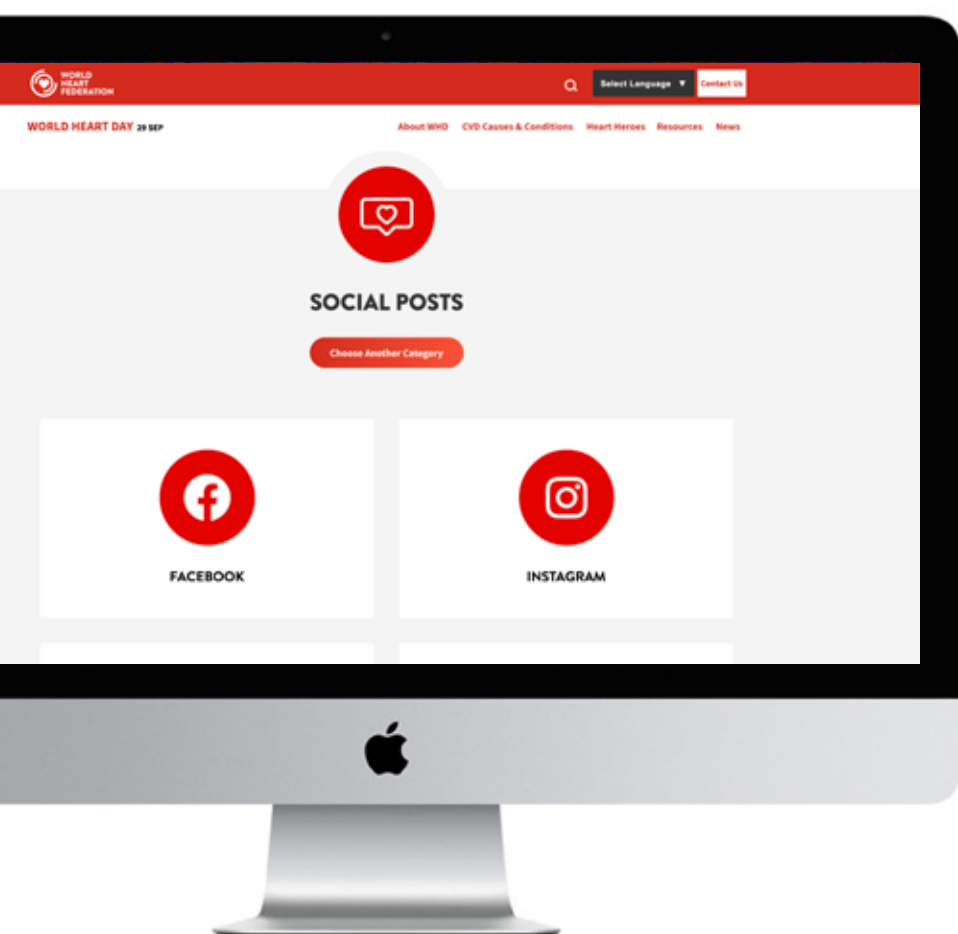 WORLD
HEART
FEDERATION
Select Language ▼
Contact Us
WORLD HEART DAY 29 SEP
About WHD CVD Causes & Conditions Heart Heroes Resources News
SOCIAL POSTS
Choose Another Category
FACEBOOK
INSTAGRAM